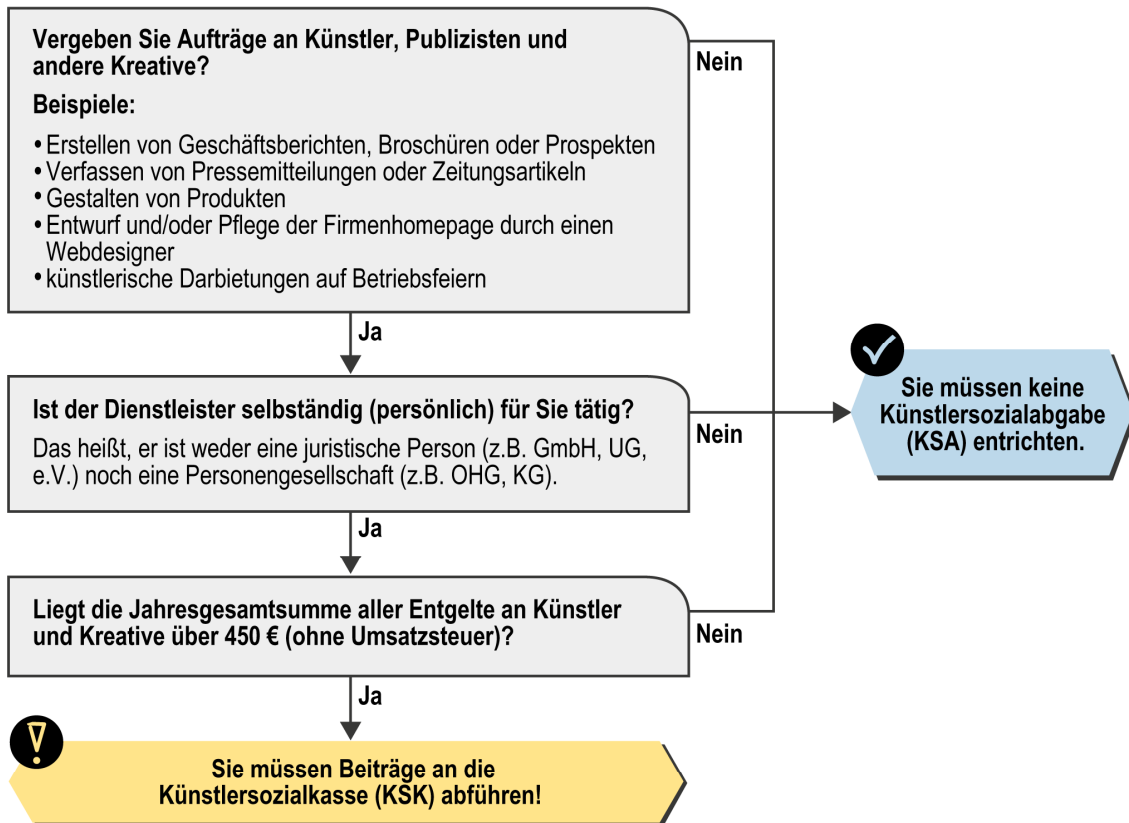 Vergeben Sie Aufträge an Künstler, Publizisten und
andere Kreative?
Nein
Beispiele:
• Erstellen von Geschäftsberichten, Broschüren oder Prospekten
• Verfassen von Pressemitteilungen oder Zeitungsartikeln
• Gestalten von Produkten
• Entwurf und/oder Pflege der Firmenhomepage durch einen
Webdesigner
• künstlerische Darbietungen auf Betriebsfeiern
Ja
Ist der Dienstleister selbständig (persönlich) für Sie tätig?
Das heißt, er ist weder eine juristische Person (z.B. GmbH, UG,
e.V.) noch eine Personengesellschaft (z.B. OHG, KG).
Nein
Sie müssen keine
Künstlersozialabgabe
(KSA) entrichten.
Ja
Liegt die Jahresgesamtsumme aller Entgelte an Künstler
und Kreative über 450 € (ohne Umsatzsteuer)?
Nein
Ja
Sie müssen Beiträge an die
Künstlersozialkasse (KSK) abführen!